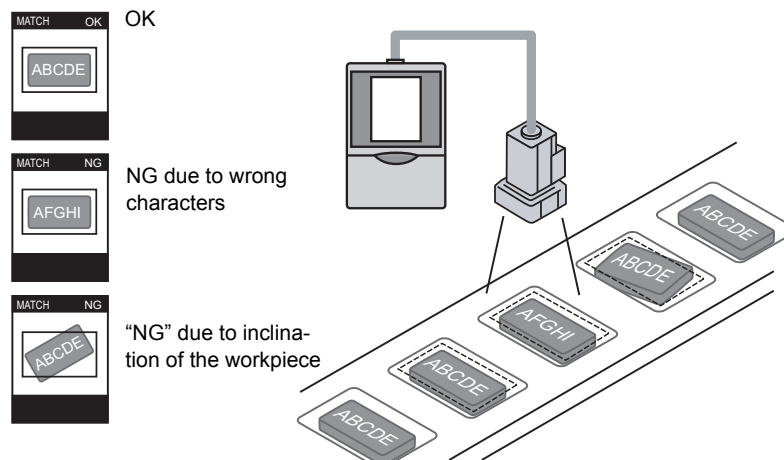 MATCH OK
ABCDE
OK
MATCH NG
AFGHI
NG due to wrong
characters
MATCH NG
ABCDE
“NG” due to inclina-
tion of the workpiece
ABCDE
ABCDE
AFGHI
ABCDE
ABCDE